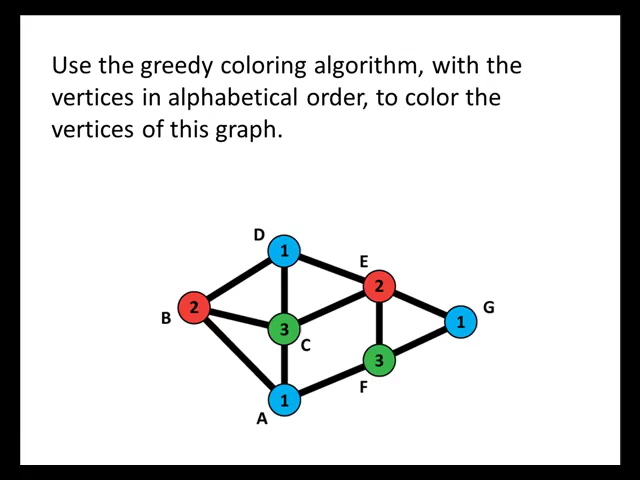 Use the greedy coloring algorithm, with the
vertices in alphabetical order, to color the
vertices of this graph.
D
1
E
2
B
2
G
1
3
C
3
F
1
A